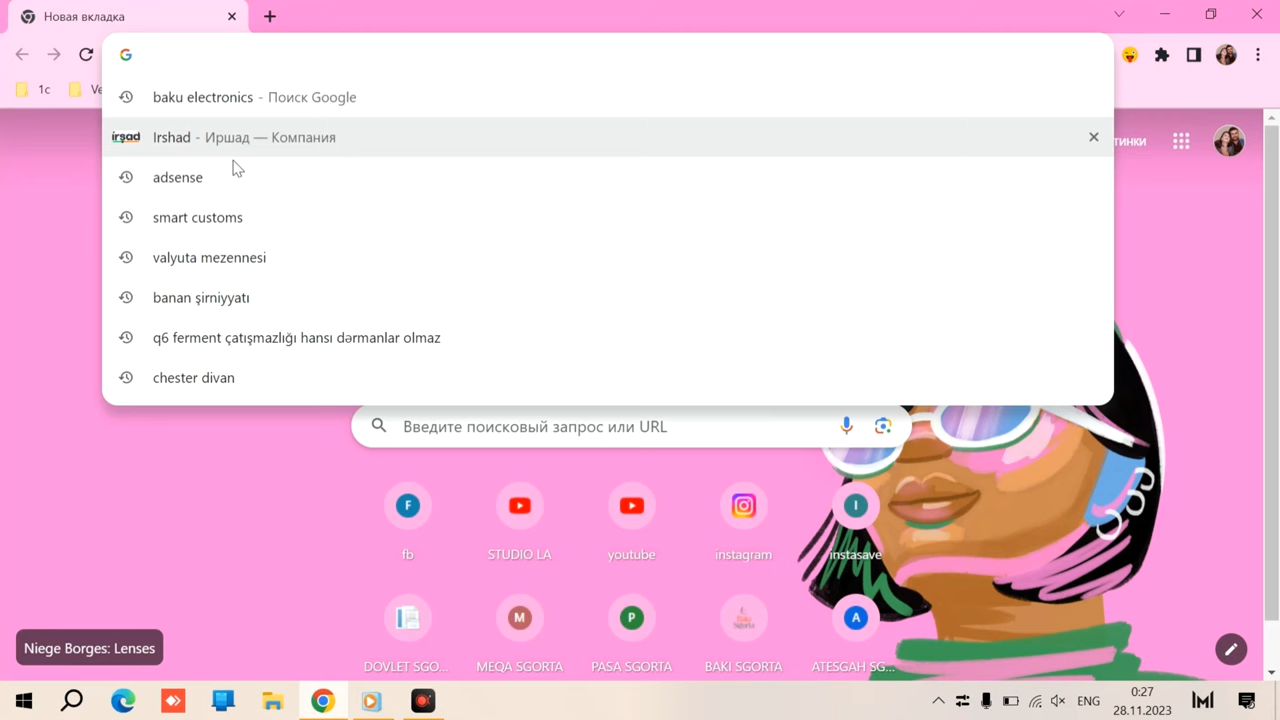 Новая вкладка
1c
Ve
baku electronics - Поиск Google
irşad
Irshad - Иршад — Компания
тинки
adsense
smart customs
valyuta mezennesi
banan şirniyyatı
q6 ferment çatışmazlığı hansı dərmanlar olmaz
chester divan
Введите поисковый запрос или URL
F
I
fb
STUDIO LA
youtube
instagram
instasave
M
P
A
DOVLET SGO...
MEQA SGORTA
PASA SGORTA
BAKI SGORTA
ATESGAH SG...
Niege Borges: Lenses
ENG
0:27
28.11.2023